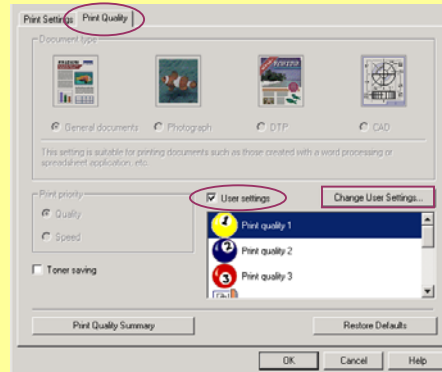 Print Settings Print Quality
Document type
General documents Photograph DTP CAD
This setting is suitable for printing documents such as those created with a word processing or
spreadsheet application, etc.
Print priority
User settings Change User Settings...
Quality
Speed
1 Print quality 1
2 Print quality 2
3 Print quality 3
Toner saving
Print Quality Summary Restore Defaults
OK Cancel Help